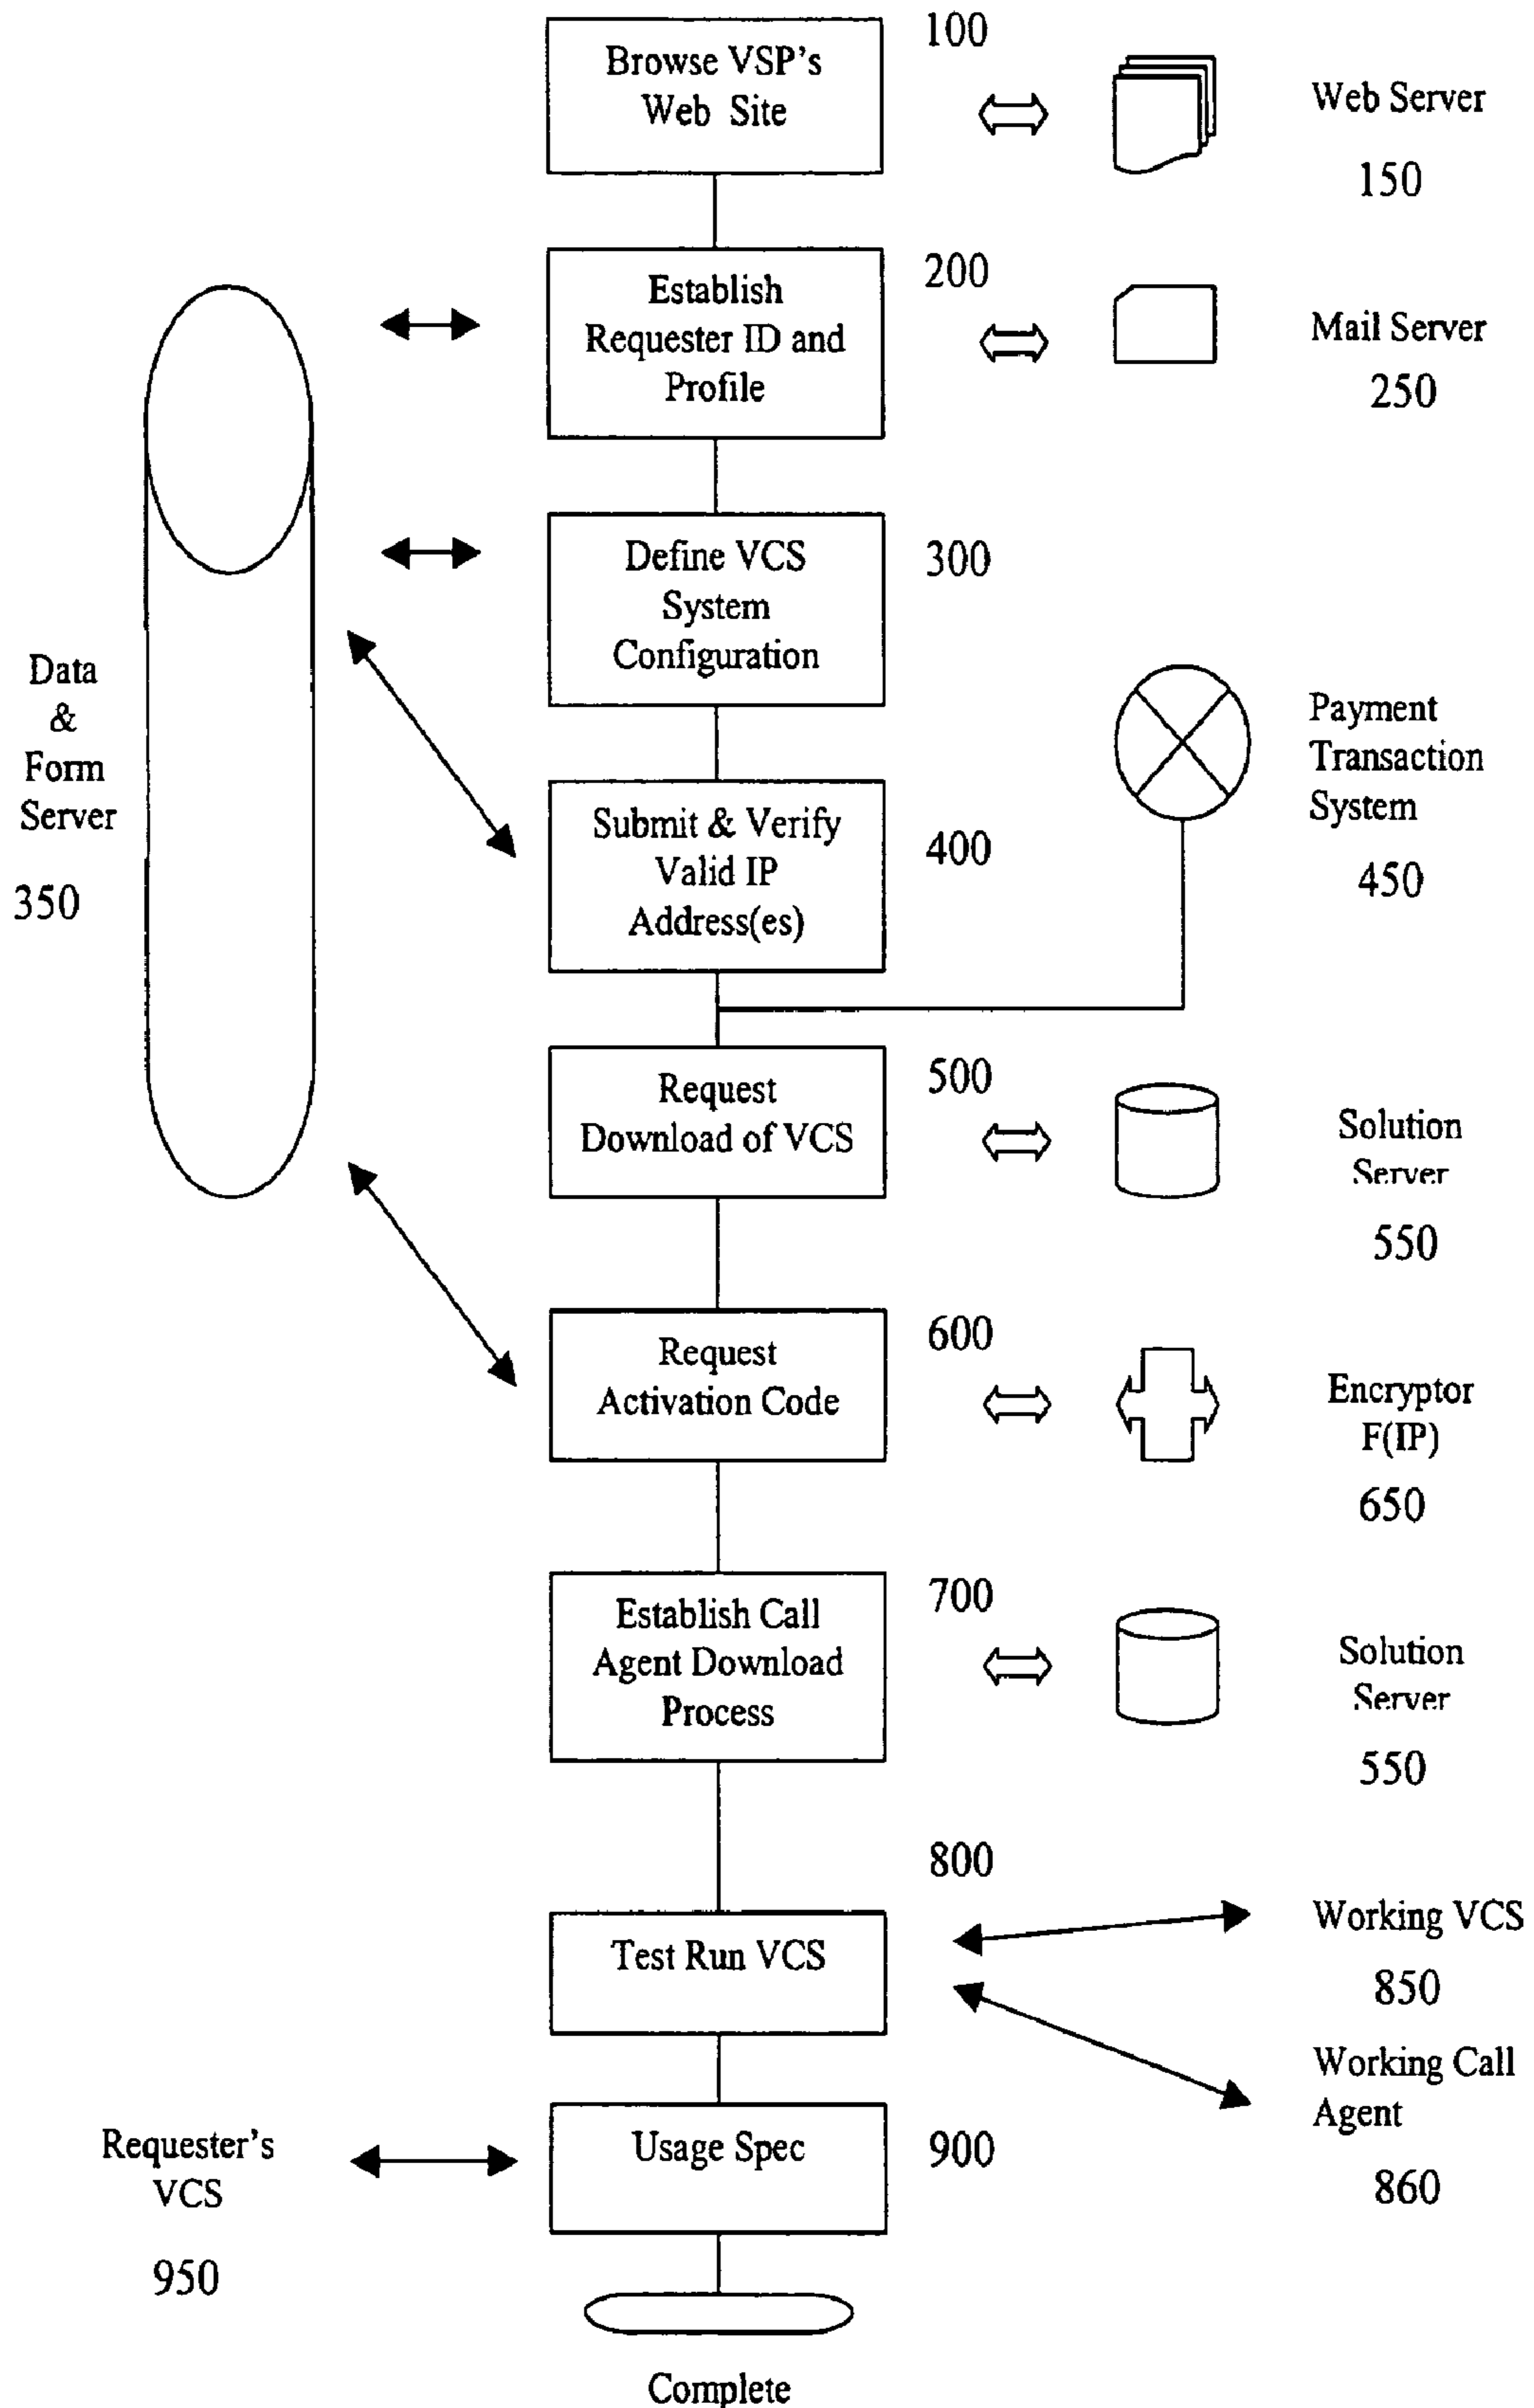 Browse VSP's
Web Site
100
Web Server
150
Establish
Requester ID and
Profile
200
Mail Server
250
Define VCS
System
Configuration
300
Data
&
Form
Server
350
Payment
Transaction
System
450
Submit & Verify
Valid IP
Address(es)
400
Request
Download of VCS
500
Solution
Server
550
Request
Activation Code
600
Encryptor
F(IP)
650
Establish Call
Agent Download
Process
700
Solution
Server
550
800
Test Run VCS
Working VCS
850
Working Call
Agent
860
Usage Spec
900
Requester's
VCS
950
Complete